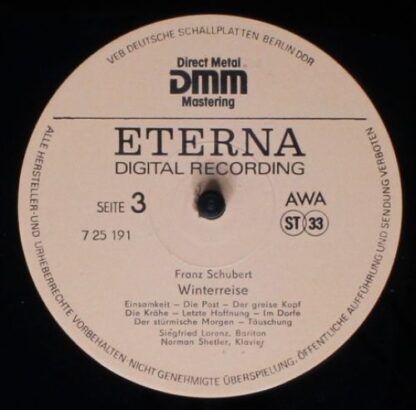 VEB DEUTSCHE SCHALLPLATTEN BERLIN DDR
Direct Metal
DMM
Mastering
ETERNA
DIGITAL RECORDING
SEITE 3
AWA
ST 33
7 25 191
Franz Schubert
Winterreise
Einsamkeit – Die Post – Der greise Kopf
Die Krähe – Letzte Hoffnung – Im Dorfe
Der stürmische Morgen – Täuschung
Siegfried Lorenz, Bariton
Norman Shetler, Klavier
ALLE HERSTELLER-UND URHEBERRECHTE VORBEHALTEN·NICHT GENEHMIGTE ÜBERSPIELUNG, ÖFFENTLICHE AUFFÜHRUNG UND SENDUNG VERBOTEN